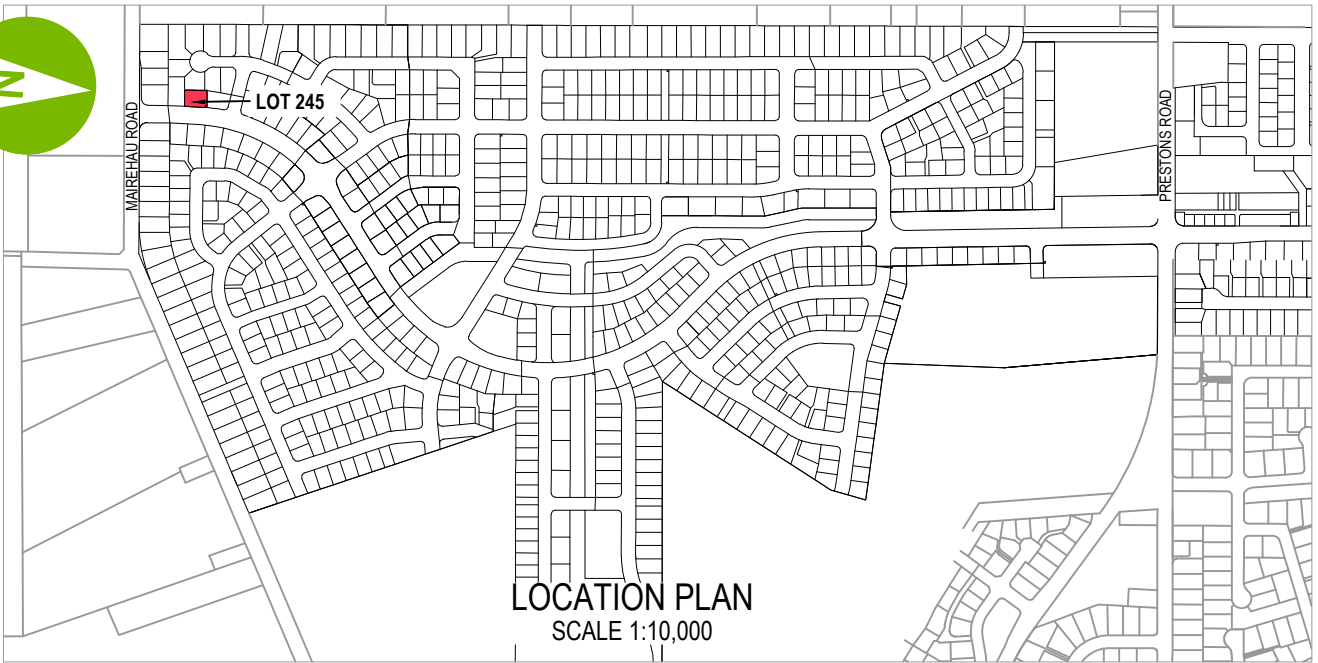 N
LOT 245
MAIREHAU ROAD
PRESTONS ROAD
LOCATION PLAN
SCALE 1:10,000